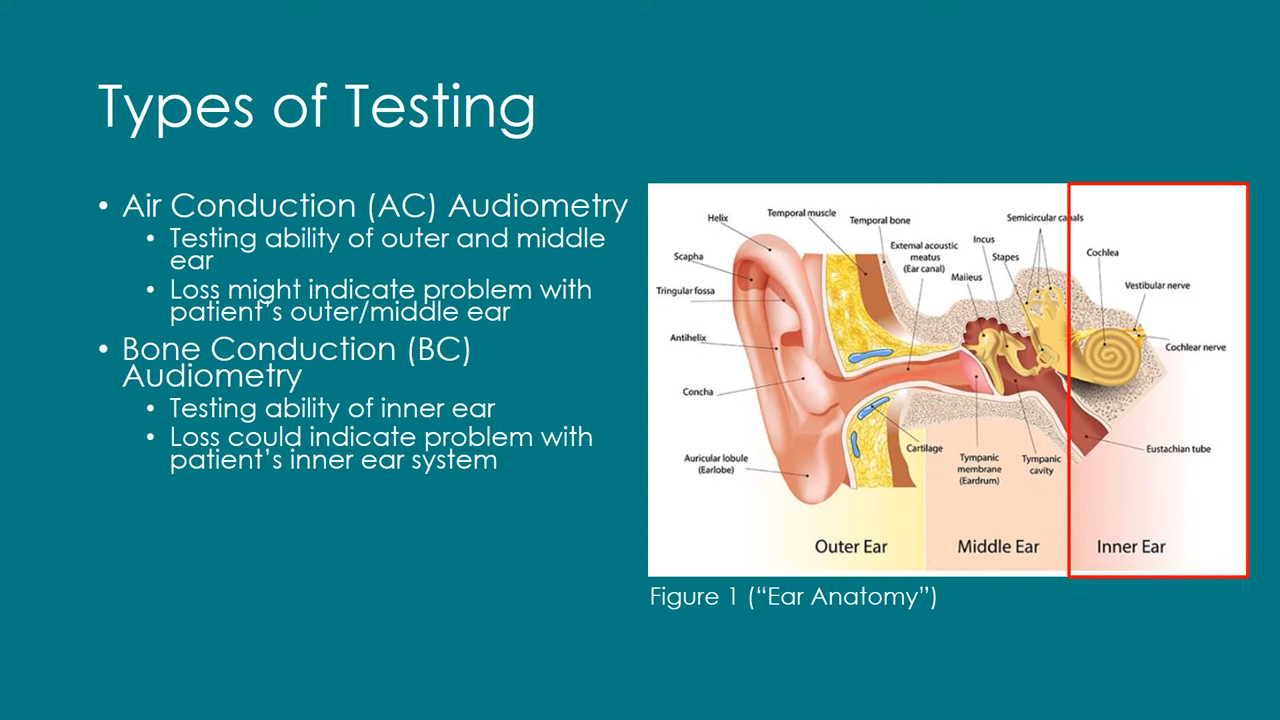 Types of Testing
• Air Conduction (AC) Audiometry
• Testing ability of outer and middle
ear
• Loss might indicate problem with
patient’s outer/middle ear
• Bone Conduction (BC)
Audiometry
• Testing ability of inner ear
• Loss could indicate problem with
patient’s inner ear system
Helix
Temporal muscle
Temporal bone
Semicircular canals
Scapha
External acoustic
meatus
(Ear canal)
Incus
Stapes
Cochlea
Malleus
Tringular fossa
Vestibular nerve
Antihelix
Cochlear nerve
Concha
Cartilage
Eustachian tube
Auricular lobule
(Earlobe)
Tympanic
membrane
(Eardrum)
Tympanic
cavity
Outer Ear
Middle Ear
Inner Ear
Figure 1 (“Ear Anatomy”)